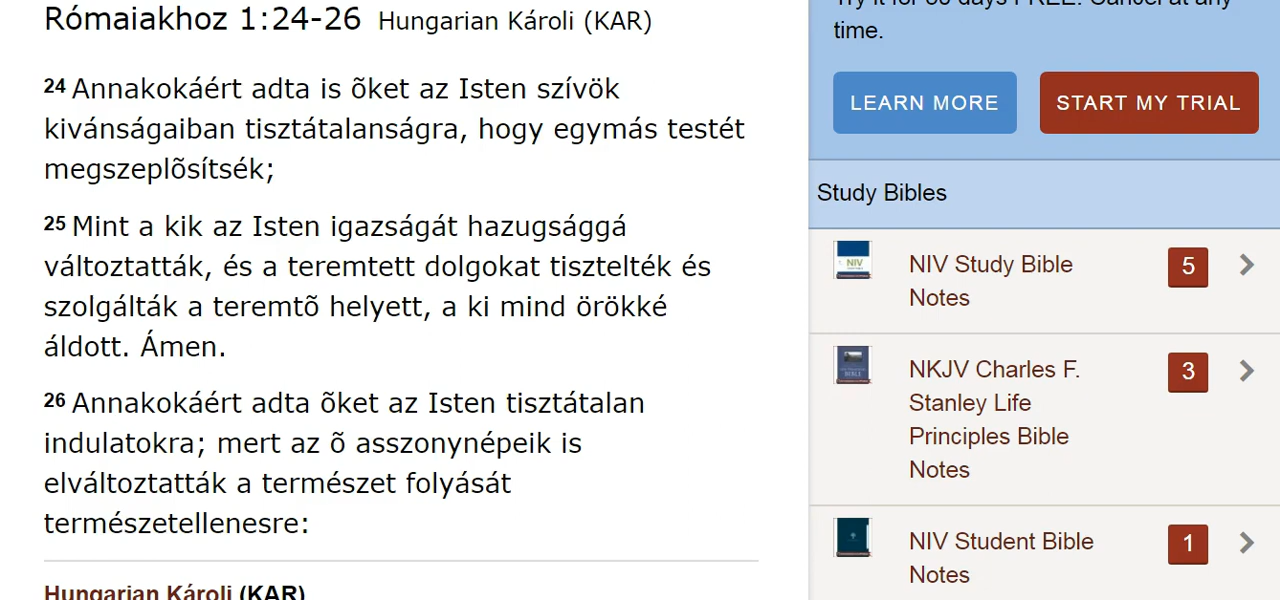 Rómaiakhoz 1:24-26 Hungarian Károli (KAR)
24 Annakokáért adta is õket az Isten szívök
kivánságaiban tisztátalanságra, hogy egymás testét
megszeplõsítsék;
25 Mint a kik az Isten igazságát hazugsággá
változtatták, és a teremtett dolgokat tisztelték és
szolgálták a teremtõ helyett, a ki mind örökké
áldott. Ámen.
26 Annakokáért adta õket az Isten tisztátalan
indulatokra; mert az õ asszonynépeik is
elváltoztatták a természet folyását
természetellenesre:
Hungarian Károli (KAR)
time.
LEARN MORE START MY TRIAL
Study Bibles
NIV
NIV Study Bible 5
Notes
NKJV Charles F. 3
Stanley Life
Principles Bible
Notes
NIV Student Bible 1
Notes